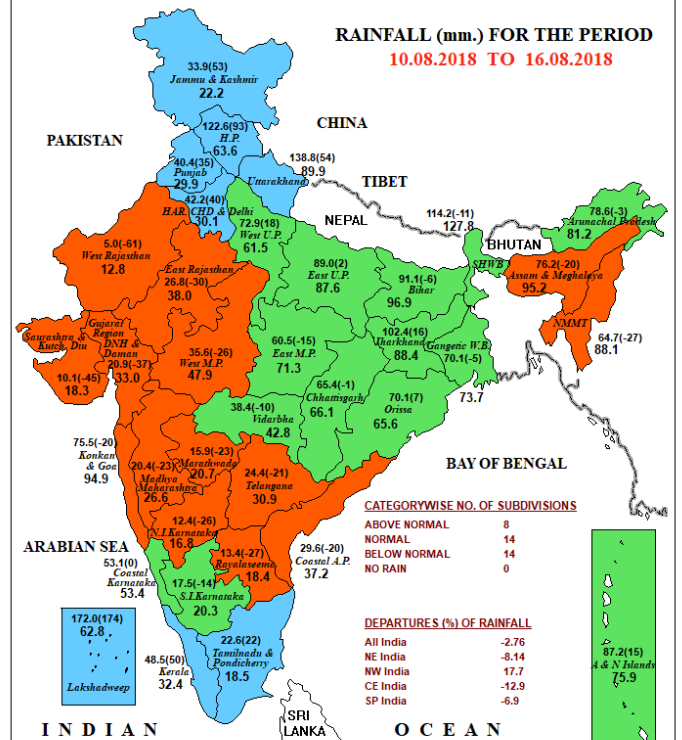 RAINFALL (mm.) FOR THE PERIOD
10.08.2018 TO 16.08.2018
33.9(53)
Jammu & Kashmir
22.2
CHINA
122.6(93)
H.P.
63.6
PAKISTAN
40.4(35)
Punjab
29.9
138.8(54)
89.9
Uttarakhand
TIBET
42.2(40)
HAR. CHD & Delhi
30.1
NEPAL
72.9(18)
West U.P.
61.5
114.2(-11)
127.8
BHUTAN
SHWB
78.6(-3)
Arunachal Pradesh
81.2
5.0(-61)
West Rajasthan
12.8
East Rajasthan
26.8(-30)
38.0
89.0(2)
East U.P.
87.6
91.1(-6)
Bihar
96.9
76.2(-20)
Assam & Meghalaya
95.2
NMMT
64.7(-27)
88.1
Saurashtra &
Kutch, Diu
10.1(-45)
18.3
Gujarat
Region
DNH &
Daman
20.9(-37)
33.0
35.6(-26)
West M.P.
47.9
60.5(-15)
East M.P.
71.3
102.4(16)
Jharkhand
88.4
Gangetic W.B.
70.1(-5)
73.7
65.4(-1)
Chhattisgarh
66.1
70.1(7)
Orissa
65.6
38.4(-10)
Vidarbha
42.8
75.5(-20)
Konkan
& Goa
94.9
20.4(-23)
Madhya
Maharashtra
26.6
15.9(-23)
Marathwada
20.7
24.4(-21)
Telangana
30.9
BAY OF BENGAL
12.4(-26)
N.I.Karnataka
16.8
ARABIAN SEA
53.1(0)
Coastal
Karnataka
53.4
13.4(-27)
Rayalaseema
18.4
29.6(-20)
Coastal A.P.
37.2
17.5(-14)
S.I.Karnataka
20.3
CATEGORYWISE NO. OF SUBDIVISIONS
ABOVE NORMAL 8
NORMAL 14
BELOW NORMAL 14
NO RAIN 0
DEPARTURES (%) OF RAINFALL
All India -2.76
NE India -8.14
NW India 17.7
CE India -12.9
SP India -6.9
172.0(174)
62.8
Lakshadweep
22.6(22)
Tamilnadu &
Pondicherry
18.5
48.5(50)
Kerala
32.4
87.2(15)
A & N Islands
75.9
SRI
LANKA
INDIAN OCEAN